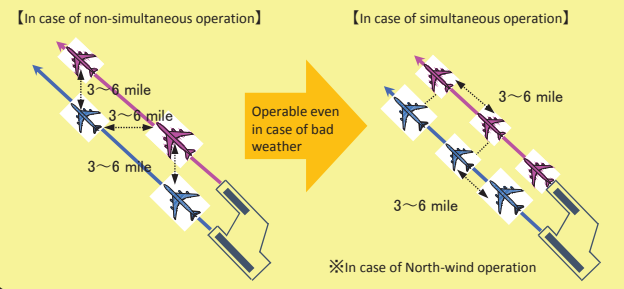 【In case of non-simultaneous operation】
3～6 mile
3～6 mile
3～6 mile
Operable even
in case of bad
weather
【In case of simultaneous operation】
3～6 mile
3～6 mile
※In case of North-wind operation